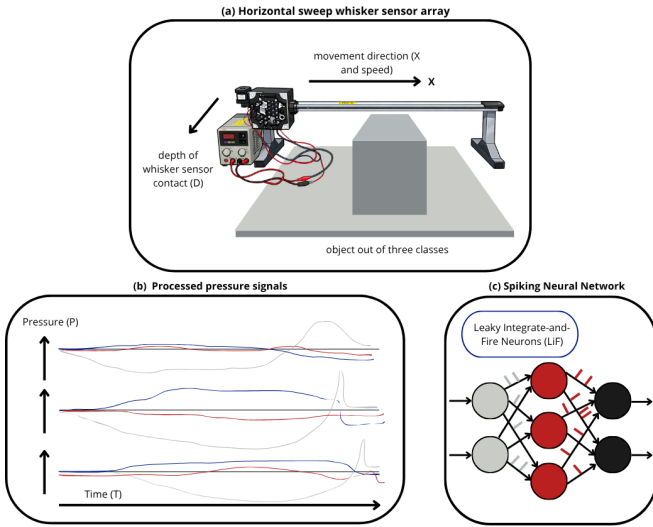 (a) Horizontal sweep whisker sensor array
movement direction (X
and speed)
X
depth of
whisker sensor
contact (D)
object out of three classes
(b) Processed pressure signals
Pressure (P)
Time (T)
(c) Spiking Neural Network
Leaky Integrate-and-
Fire Neurons (LiF)